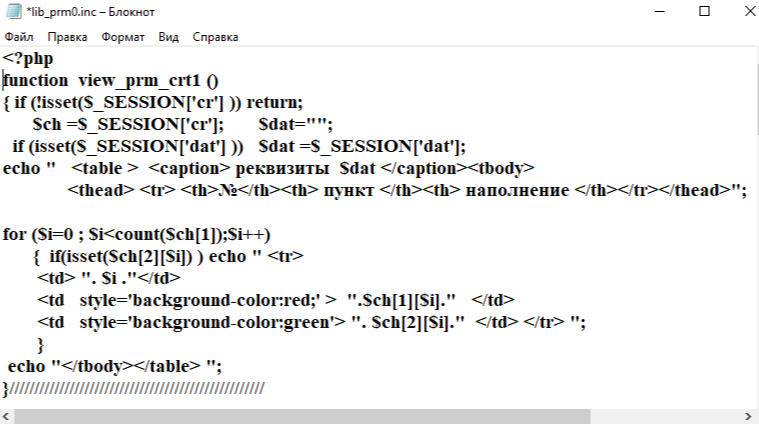 *lib_prm0.inc – Блокнот
Файл Правка Формат Вид Справка
<?php
function  view_prm_crt1 ()
{ if (!isset($_SESSION['cr'] )) return;
      $ch =$_SESSION['cr'];       $dat="";
  if (isset($_SESSION['dat'] ))   $dat =$_SESSION['dat'];
echo "   <table >  <caption> реквизиты  $dat </caption><tbody>
             <thead> <tr> <th>№</th><th> пункт </th><th> наполнение </th></tr></thead>";
for ($i=0 ; $i<count($ch[1]);$i++)
      {  if(isset($ch[2][$i]) ) echo " <tr>
       <td> ". $i ."</td>
       <td   style='background-color:red;' >  ".$ch[1][$i]."   </td>
       <td   style='background-color:green'> ". $ch[2][$i]."  </td> </tr> ";
       }
 echo "</tbody></table> ";
}///////////////////////////////////////////////////